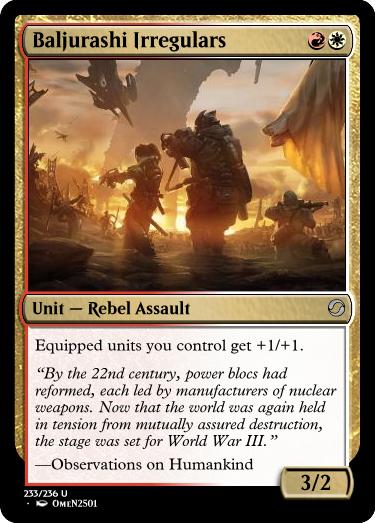 Baljurashi Irregulars
Unit — Rebel Assault
Equipped units you control get +1/+1.
“By the 22nd century, power blocs had
reformed, each led by manufacturers of nuclear
weapons. Now that the world was again held
in tension from mutually assured destruction,
the stage was set for World War III.”
—Observations on Humankind
3/2
233/236 U
· OmeN2501